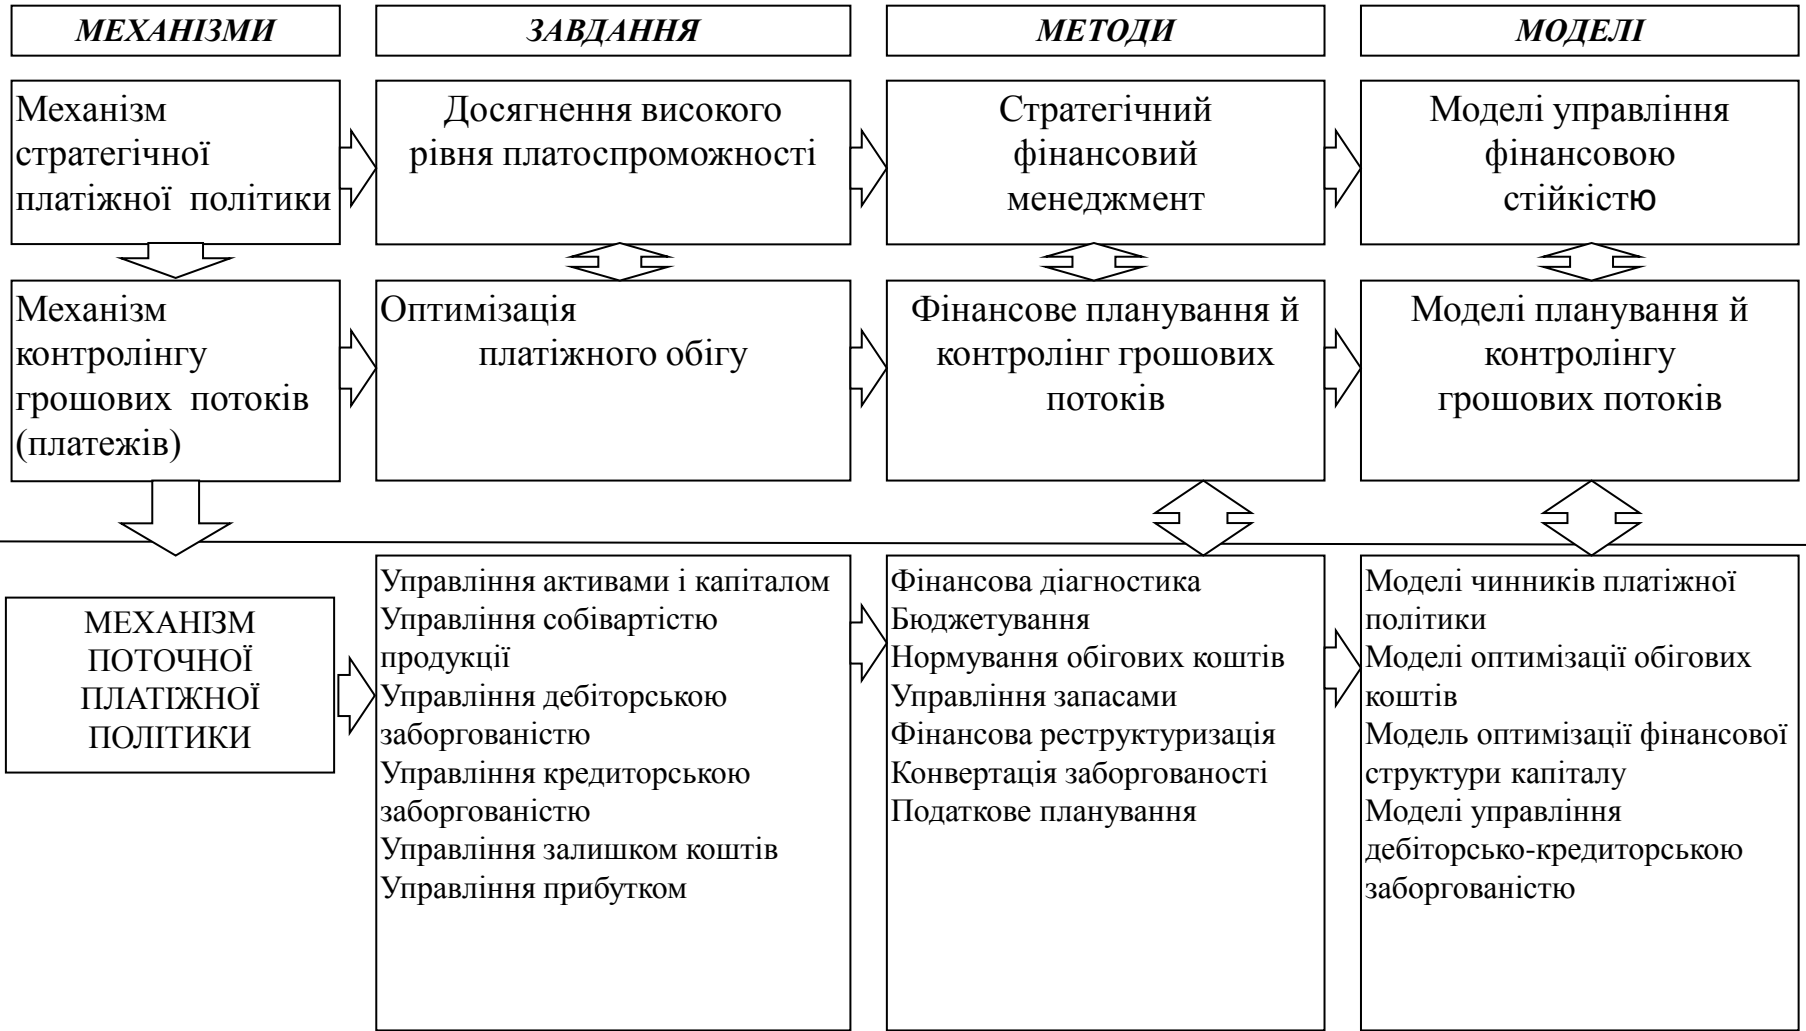 МЕХАНІЗМИ
ЗАВДАННЯ
МЕТОДИ
МОДЕЛІ
Механізм
стратегічної
платіжної політики
Досягнення високого
рівня платоспроможності
Стратегічний
фінансовий
менеджмент
Моделі управління
фінансовою
стійкістю
Механізм
контролінгу
грошових потоків
(платежів)
Оптимізація
платіжного обігу
Фінансове планування й
контролінг грошових
потоків
Моделі планування й
контролінгу
грошових потоків
МЕХАНІЗМ
ПОТОЧНОЇ
ПЛАТІЖНОЇ
ПОЛІТИКИ
Управління активами і капіталом
Управління собівартістю
продукції
Управління дебіторською
заборгованістю
Управління кредиторською
заборгованістю
Управління залишком коштів
Управління прибутком
Фінансова діагностика
Бюджетування
Нормування обігових коштів
Управління запасами
Фінансова реструктуризація
Конвертація заборгованості
Податкове планування
Моделі чинників платіжної
політики
Моделі оптимізації обігових
коштів
Модель оптимізації фінансової
структури капіталу
Моделі управління
дебіторсько-кредиторською
заборгованістю